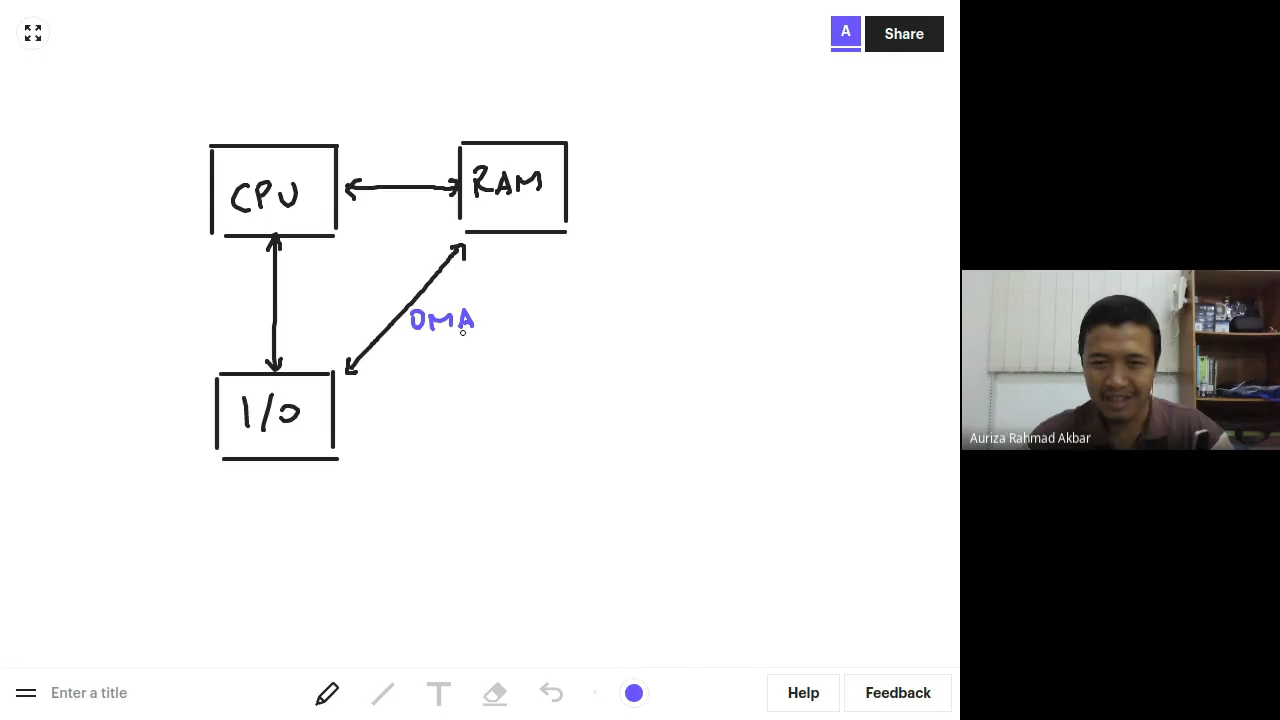 A
Share
CPU
RAM
DMA
I/O
Auriza Rahmad Akbar
Enter a title
T
Help
Feedback